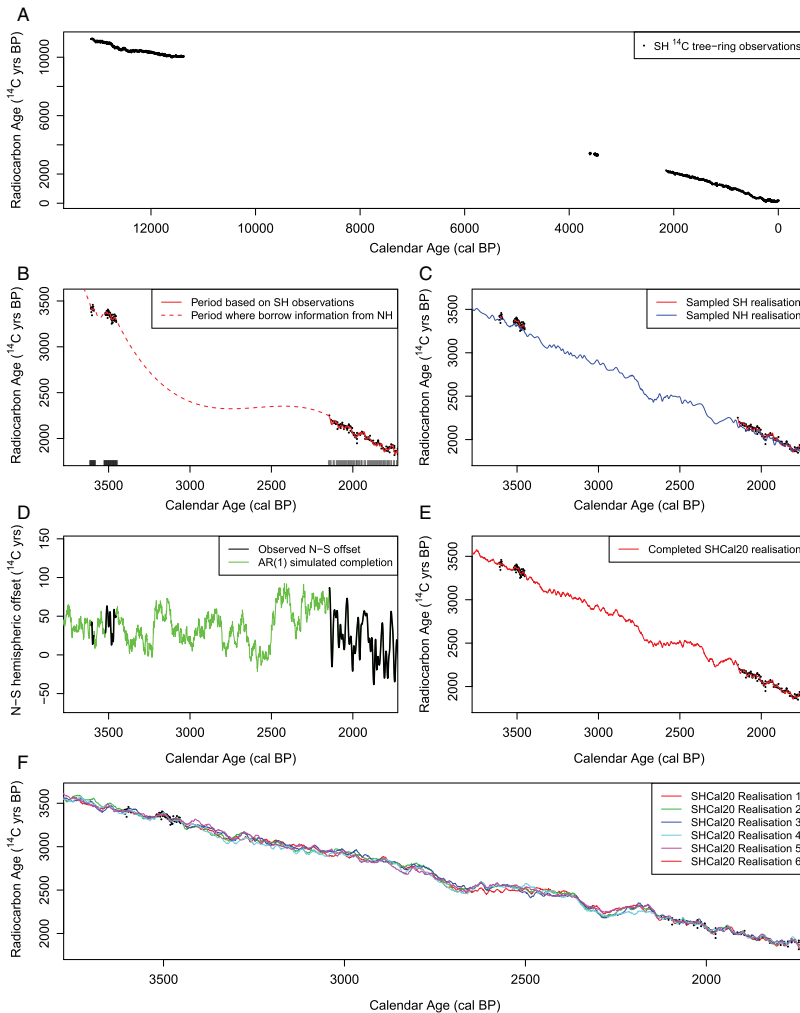 A
SH ¹⁴C tree−ring observations
Radiocarbon Age (¹⁴C yrs BP)
0
2000
6000
10000
12000
10000
8000
6000
4000
2000
0
Calendar Age (cal BP)
B
Period based on SH observations
Period where borrow information from NH
Radiocarbon Age (¹⁴C yrs BP)
2000
2500
3000
3500
3500
3000
2500
2000
Calendar Age (cal BP)
C
Sampled SH realisation
Sampled NH realisation
Radiocarbon Age (¹⁴C yrs BP)
2000
2500
3000
3500
3500
3000
2500
2000
Calendar Age (cal BP)
D
Observed N−S offset
AR(1) simulated completion
N−S hemispheric offset (¹⁴C yrs)
−50
0
50
100
150
3500
3000
2500
2000
Calendar Age (cal BP)
E
Completed SHCal20 realisation
Radiocarbon Age (¹⁴C yrs BP)
2000
2500
3000
3500
3500
3000
2500
2000
Calendar Age (cal BP)
F
SHCal20 Realisation 1
SHCal20 Realisation 2
SHCal20 Realisation 3
SHCal20 Realisation 4
SHCal20 Realisation 5
SHCal20 Realisation 6
Radiocarbon Age (¹⁴C yrs BP)
2000
2500
3000
3500
3500
3000
2500
2000
Calendar Age (cal BP)